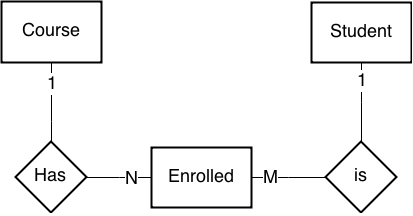 Course
Student
1
1
Has
N
Enrolled
M
is